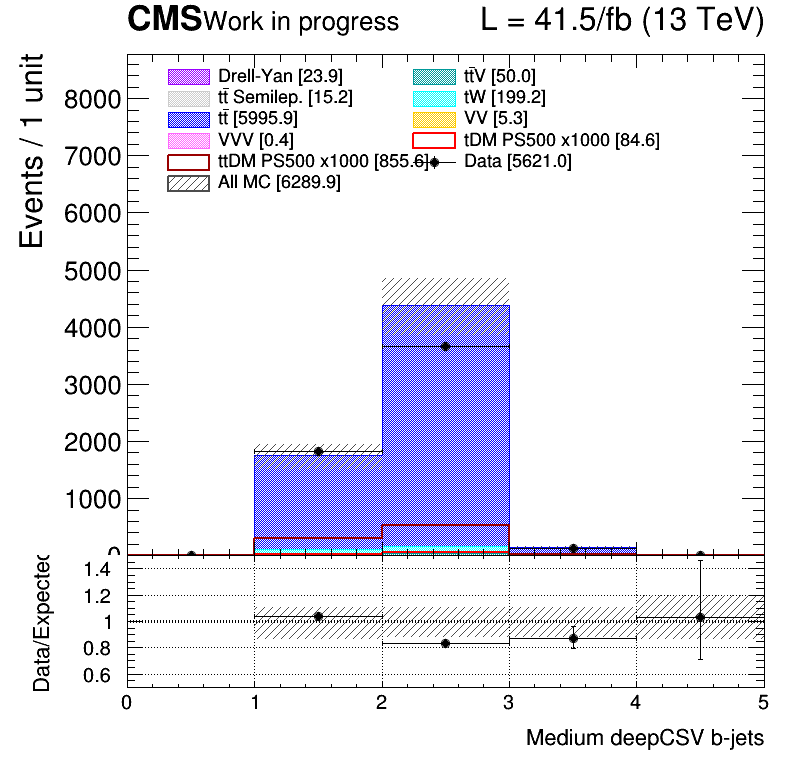 CMS Work in progress L = 41.5/fb (13 TeV)
Events / 1 unit
Drell-Yan [23.9] tt̄V [50.0]
tt̄ Semilep. [15.2] tW [199.2]
tt̄ [5995.9] VV [5.3]
VVV [0.4] tDM PS500 x1000 [84.6]
ttDM PS500 x1000 [855.6] Data [5621.0]
All MC [6289.9]
8000
7000
6000
5000
4000
3000
2000
1000
0
Data/Expected
1.4
1.2
1
0.8
0.6
0 1 2 3 4 5
Medium deepCSV b-jets